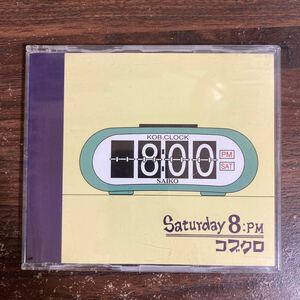 KOB.CLOCK
8:00
PM
SAT
SAIKO
Saturday 8:PM
コブクロ